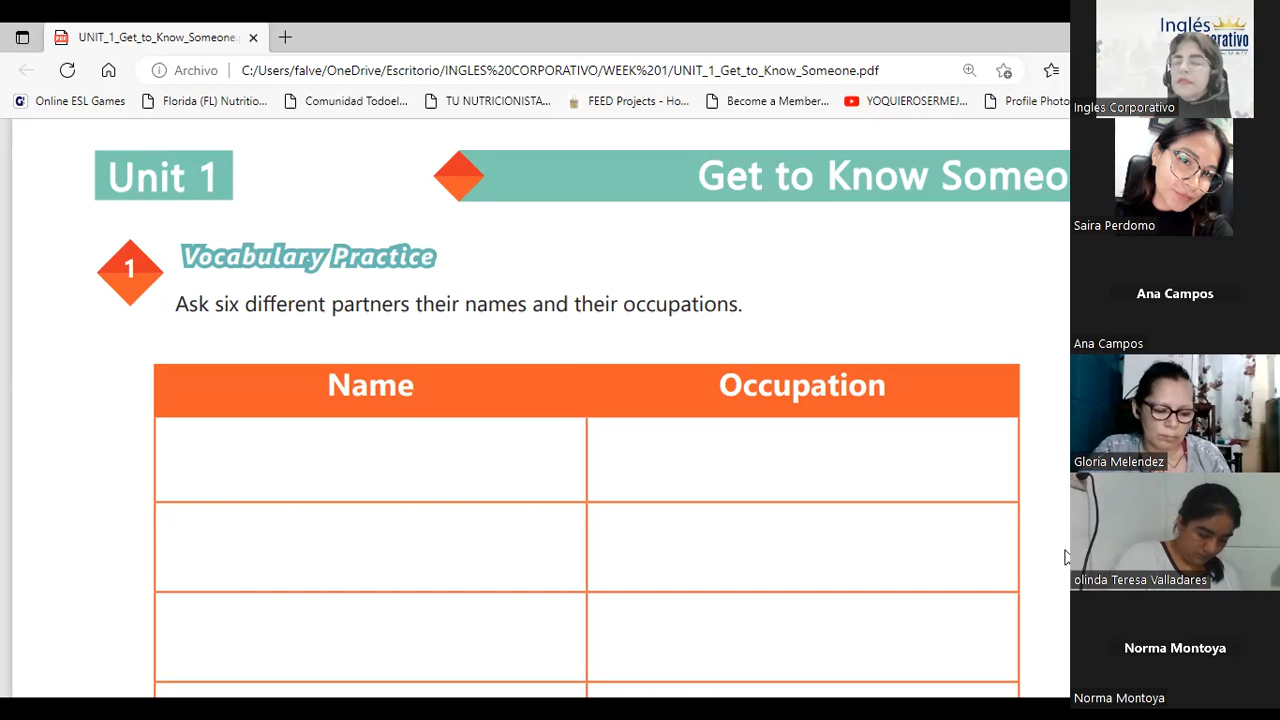 UNIT_1_Get_to_Know_Someone.
Archivo
C:/Users/falve/OneDrive/Escritorio/INGLES%20CORPORATIVO/WEEK%201/UNIT_1_Get_to_Know_Someone.pdf
Online ESL Games
Florida (FL) Nutritio...
Comunidad Todoel...
TU NUTRICIONISTA...
FEED Projects - Ho...
Become a Member...
YOQUIEROSERMEJ...
Profile Photo
Unit 1
Get to Know Someo
1
Vocabulary Practice
Ask six different partners their names and their occupations.
Name
Occupation
Inglés
Ingles Corporativo
Saira Perdomo
Ana Campos
Ana Campos
Gloria Melendez
olinda Teresa Valladares
Norma Montoya
Norma Montoya